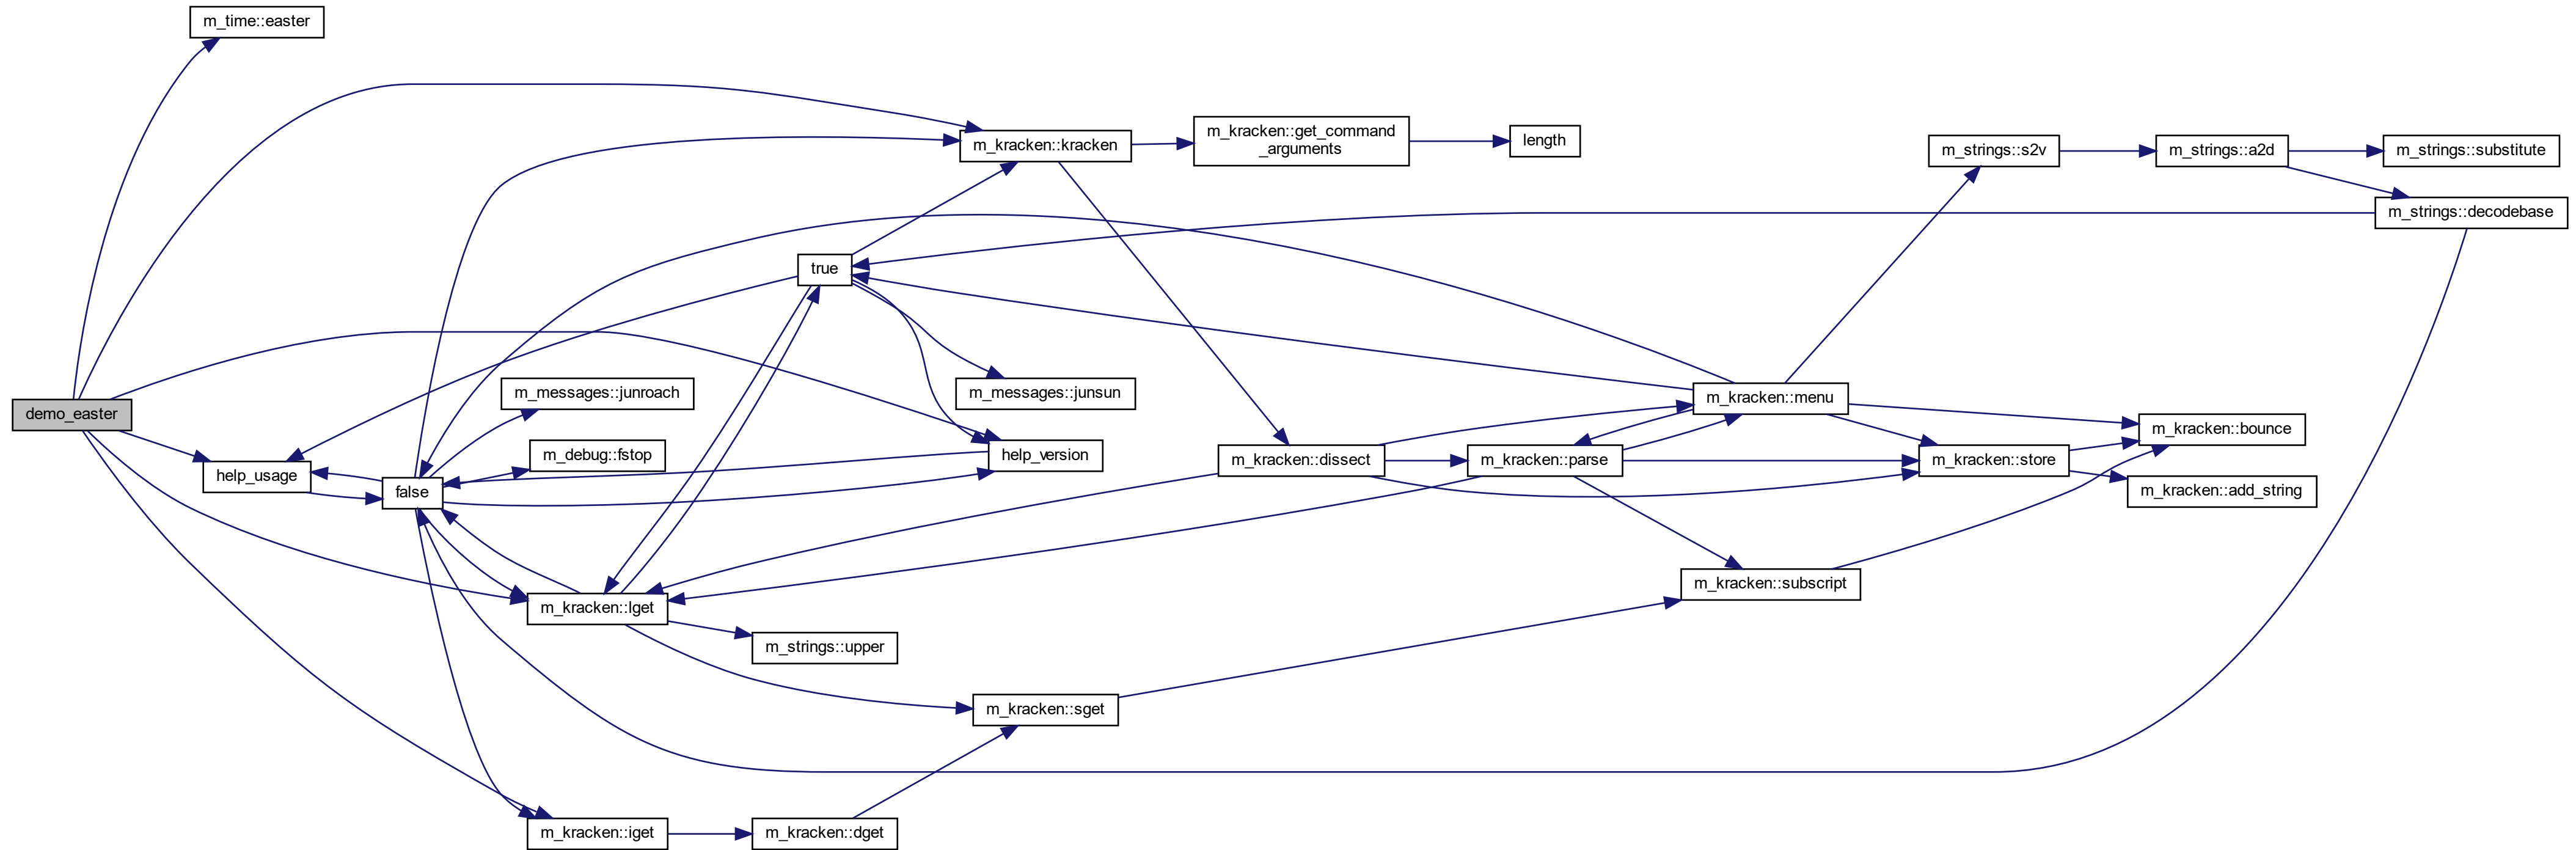 m_time::easter
m_kracken::kracken
m_kracken::get_command
_arguments
length
m_strings::s2v
m_strings::a2d
m_strings::substitute
m_strings::decodebase
true
m_messages::junroach
m_messages::junsun
m_kracken::menu
demo_easter
m_kracken::bounce
m_debug::fstop
help_version
m_kracken::dissect
m_kracken::parse
m_kracken::store
help_usage
false
m_kracken::add_string
m_kracken::subscript
m_kracken::lget
m_strings::upper
m_kracken::sget
m_kracken::iget
m_kracken::dget